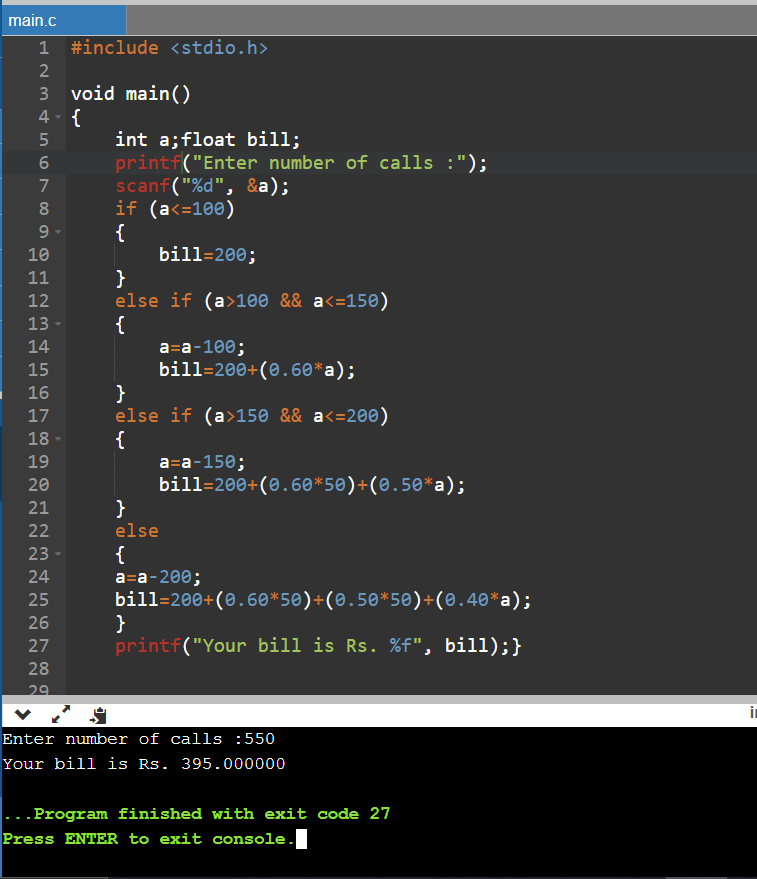 main.c
1 #include <stdio.h>
2
3 void main()
4 {
5     int a;float bill;
6     printf("Enter number of calls :");
7     scanf("%d", &a);
8     if (a<=100)
9     {
10         bill=200;
11     }
12     else if (a>100 && a<=150)
13     {
14         a=a-100;
15         bill=200+(0.60*a);
16     }
17     else if (a>150 && a<=200)
18     {
19         a=a-150;
20         bill=200+(0.60*50)+(0.50*a);
21     }
22     else
23     {
24     a=a-200;
25     bill=200+(0.60*50)+(0.50*50)+(0.40*a);
26     }
27     printf("Your bill is Rs. %f", bill);}
28
29
Enter number of calls :550
Your bill is Rs. 395.000000
...Program finished with exit code 27
Press ENTER to exit console.